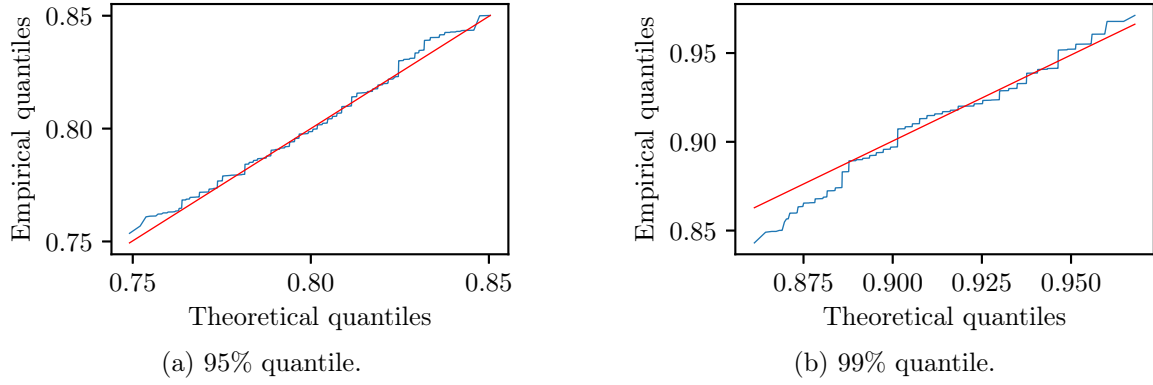 0.85
0.80
0.75
Empirical quantiles
0.75 0.80 0.85
Theoretical quantiles
(a) 95% quantile.
0.95
0.90
0.85
Empirical quantiles
0.875 0.900 0.925 0.950
Theoretical quantiles
(b) 99% quantile.